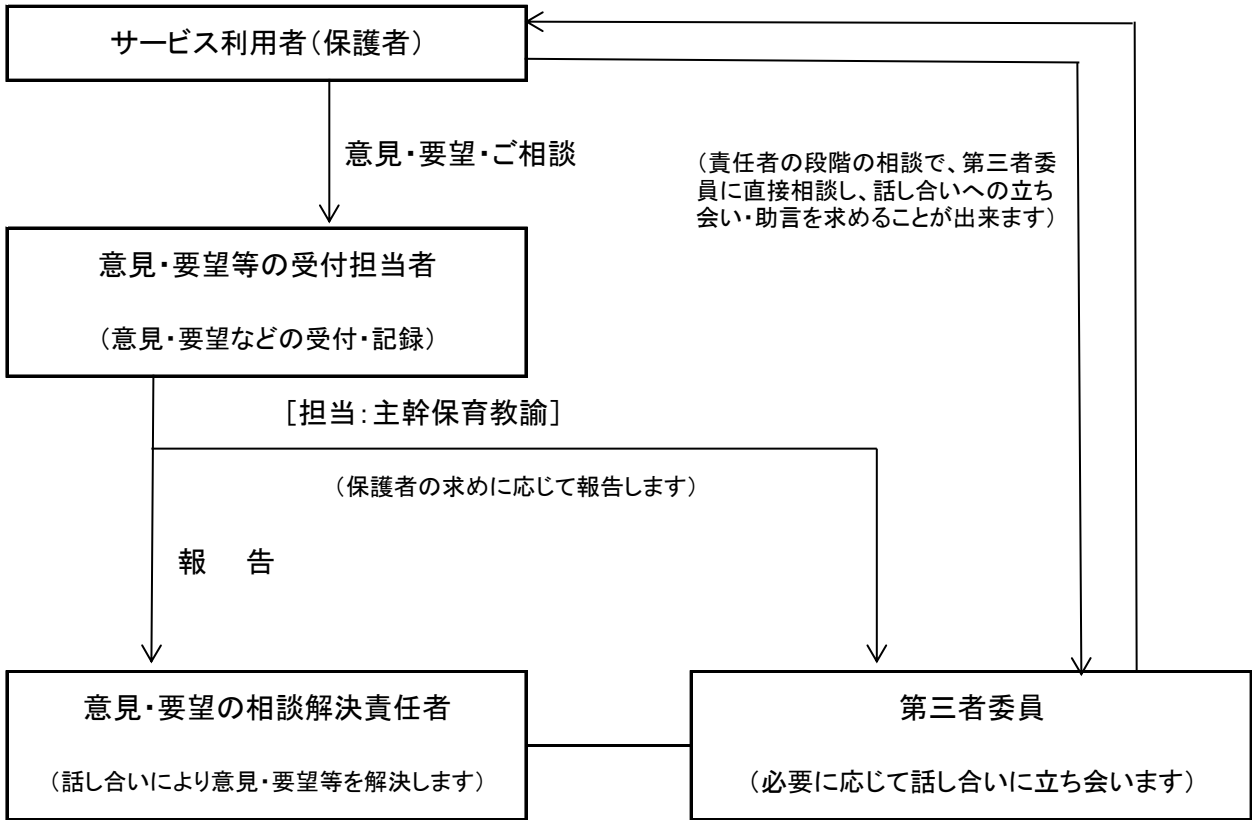 サービス利用者(保護者)
意見・要望・ご相談
(責任者の段階の相談で、第三者委
員に直接相談し、話し合いへの立ち
会い・助言を求めることが出来ます)
意見・要望等の受付担当者
(意見・要望などの受付・記録)
[担当:主幹保育教諭]
(保護者の求めに応じて報告します)
報 告
意見・要望の相談解決責任者
(話し合いにより意見・要望等を解決します)
第三者委員
(必要に応じて話し合いに立ち会います)